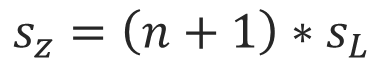 s_z = (n + 1) * s_L